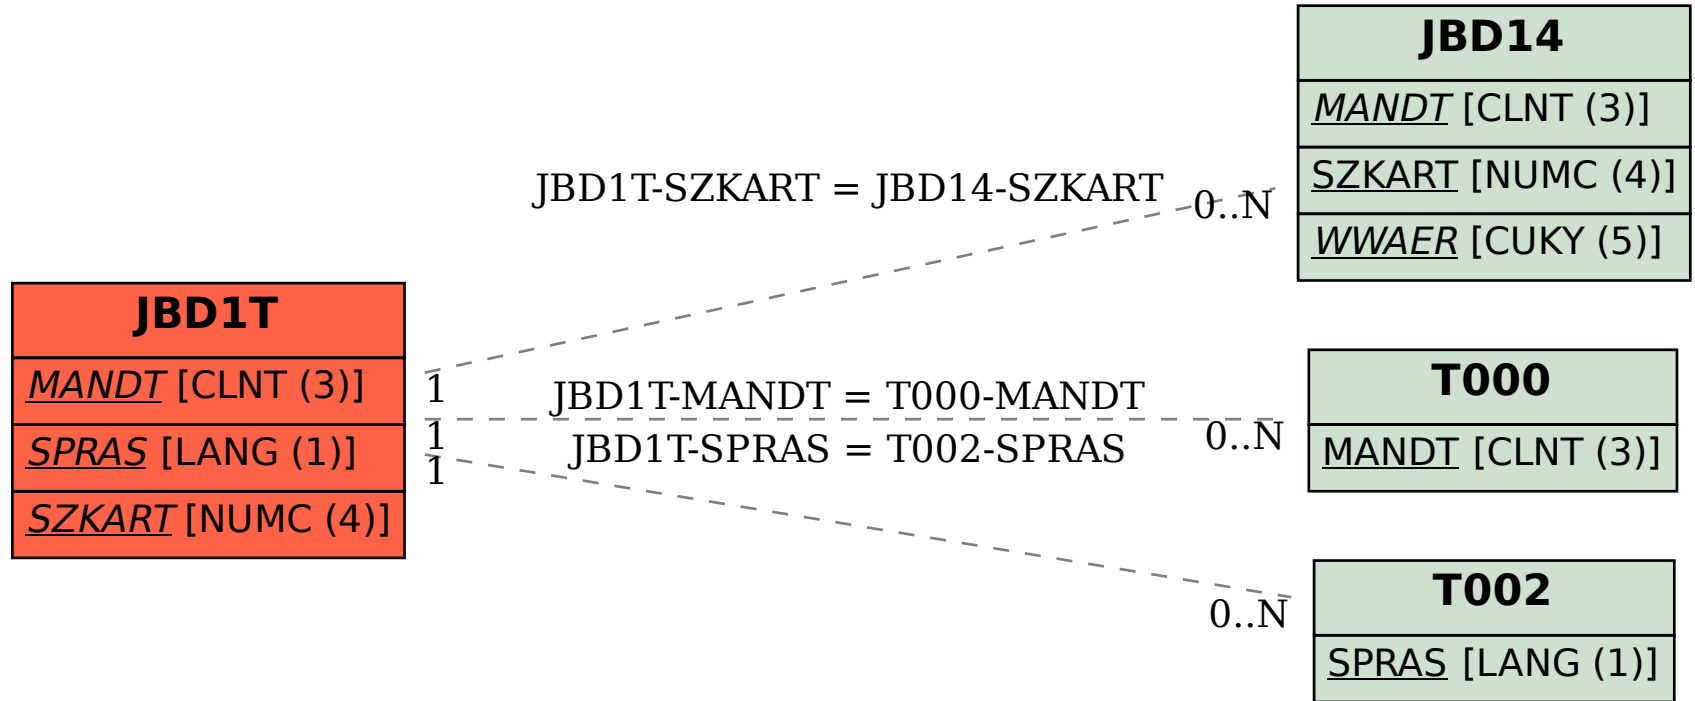 JBD14
MANDT [CLNT (3)]
SZKART [NUMC (4)]
WWAER [CUKY (5)]
JBD1T-SZKART = JBD14-SZKART
0..N
JBD1T
MANDT [CLNT (3)]
SPRAS [LANG (1)]
SZKART [NUMC (4)]
1
JBD1T-MANDT = T000-MANDT
1
0..N
JBD1T-SPRAS = T002-SPRAS
1
0..N
T000
MANDT [CLNT (3)]
T002
SPRAS [LANG (1)]